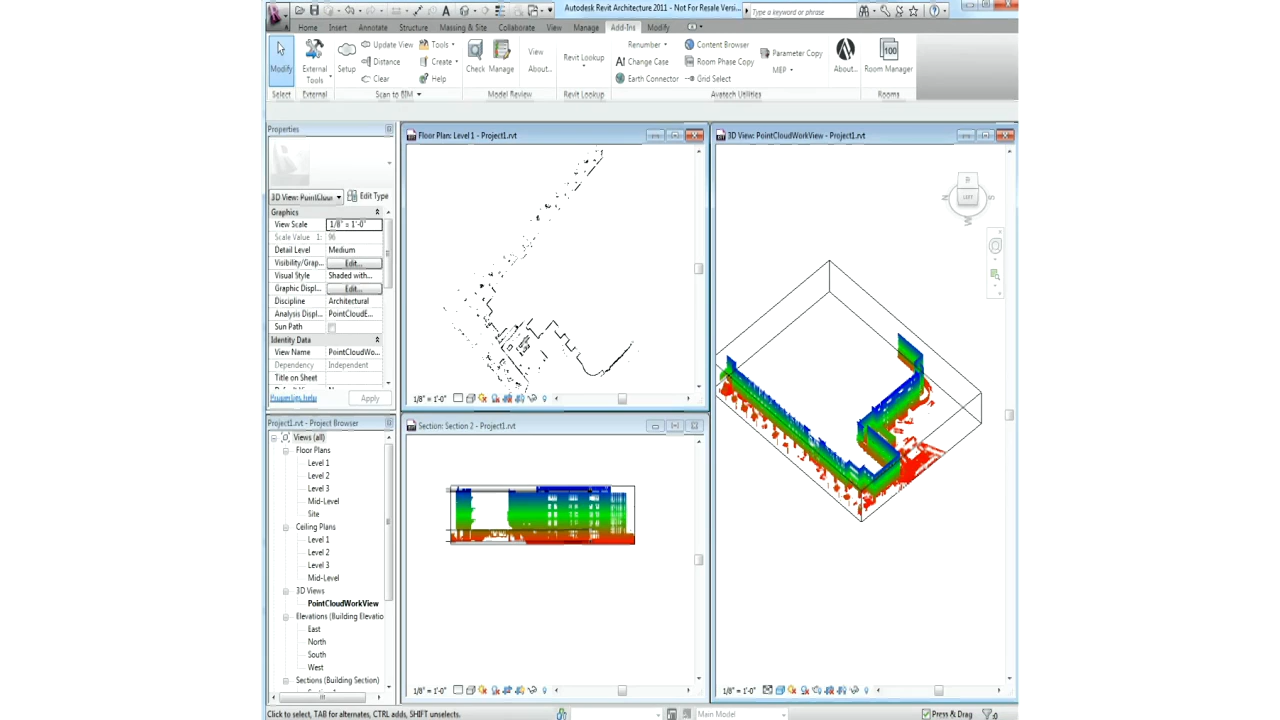 Autodesk Revit Architecture 2011 - Not For Resale Versi...
Type a keyword or phrase
Home Insert Annotate Structure Massing & Site Collaborate View Manage Add-Ins Modify
Modify
External Tools
Setup
Update View
Distance
Clear
Tools
Create
Help
Check Manage
View
About...
Revit Lookup
Renumber
Change Case
Earth Connector
Content Browser
Room Phase Copy
Grid Select
Parameter Copy
MEP
About...
100
Room Manager
Select External Scan to BIM Model Review Revit Lookup Avatech Utilities Rooms
Properties
3D View: PointClour
Edit Type
Graphics
View Scale 1/8" = 1'-0"
Scale Value 1: 96
Detail Level Medium
Visibility/Grap... Edit...
Visual Style Shaded with...
Graphic Displ... Edit...
Discipline Architectural
Analysis Displ... PointCloudE...
Sun Path
Identity Data
View Name PointCloudWo...
Dependency Independent
Title on Sheet
Properties help
Apply
Project1.rvt - Project Browser
Views (all)
Floor Plans
Level 1
Level 2
Level 3
Mid-Level
Site
Ceiling Plans
Level 1
Level 2
Level 3
Mid-Level
3D Views
PointCloudWorkView
Elevations (Building Elevatio
East
North
South
West
Sections (Building Section)
Floor Plan: Level 1 - Project1.rvt
1/8" = 1'-0"
Section: Section 2 - Project1.rvt
1/8" = 1'-0"
3D View: PointCloudWorkView - Project1.rvt
LEFT
1/8" = 1'-0"
Click to select, TAB for alternates, CTRL adds, SHIFT unselects.
Main Model
Press & Drag
:0